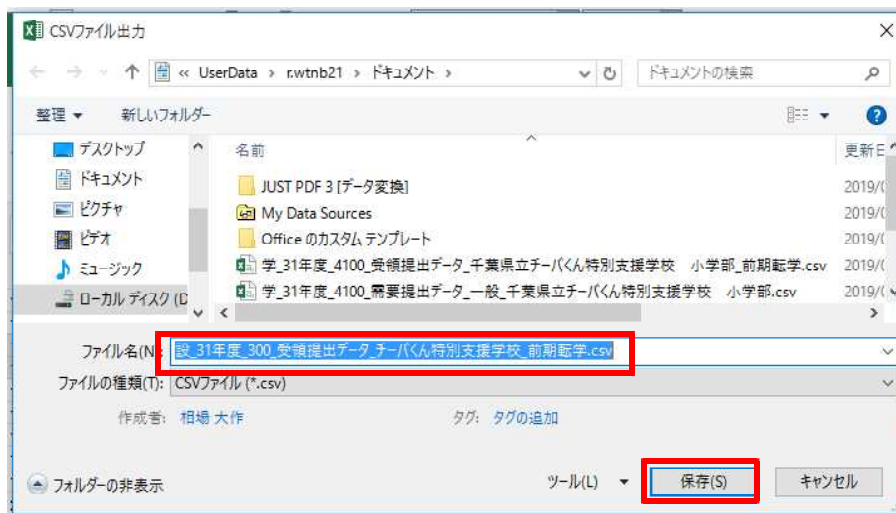 CSVファイル出力
« UserData › r.wtnb21 › ドキュメント ›
ドキュメントの検索
整理 ▼ 新しいフォルダー
デスクトップ
ドキュメント
ピクチャ
ビデオ
ミュージック
ローカル ディスク (D
名前
更新日
JUST PDF 3 [データ変換]
2019/0
My Data Sources
2019/0
Office のカスタム テンプレート
2019/0
学_31年度_4100_受領提出データ_千葉県立チーバくん特別支援学校 小学部_前期転学.csv
2019/0
学_31年度_4100_需要提出データ_一般_千葉県立チーバくん特別支援学校 小学部.csv
2019/0
ファイル名(N): 設_31年度_300_受領提出データ_チーバくん特別支援学校_前期転学.csv
ファイルの種類(T): CSVファイル (*.csv)
作成者: 相場 大作
タグ: タグの追加
フォルダーの非表示
ツール(L) ▼
保存(S)
キャンセル